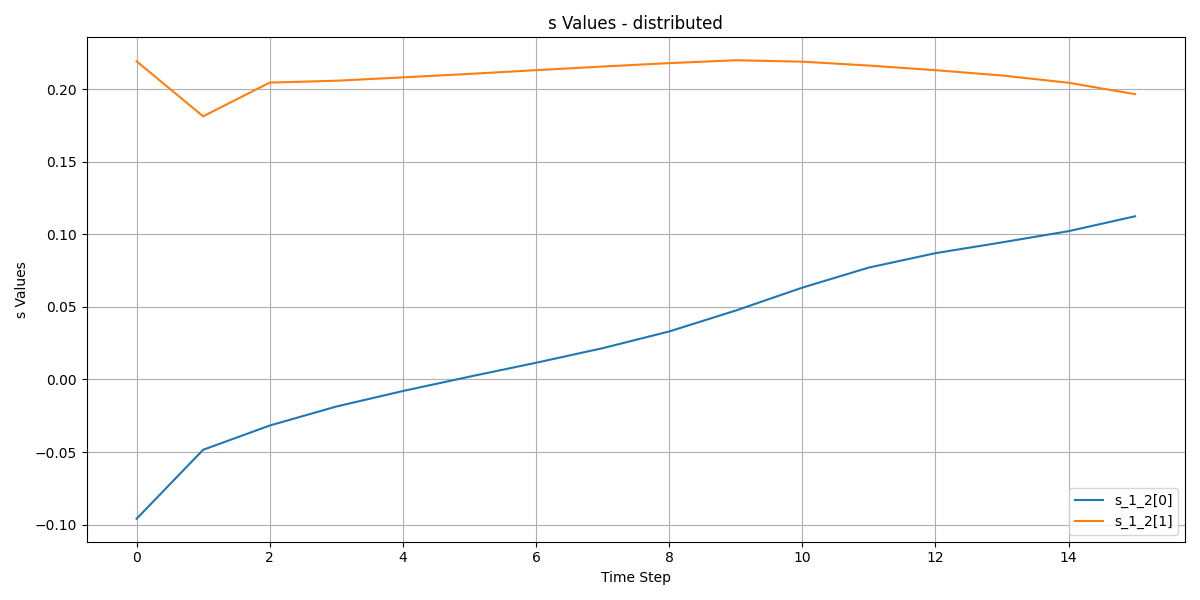 s Values - distributed
s Values
0.20
0.15
0.10
0.05
0.00
−0.05
−0.10
0 2 4 6 8 10 12 14
Time Step
s_1_2[0]
s_1_2[1]